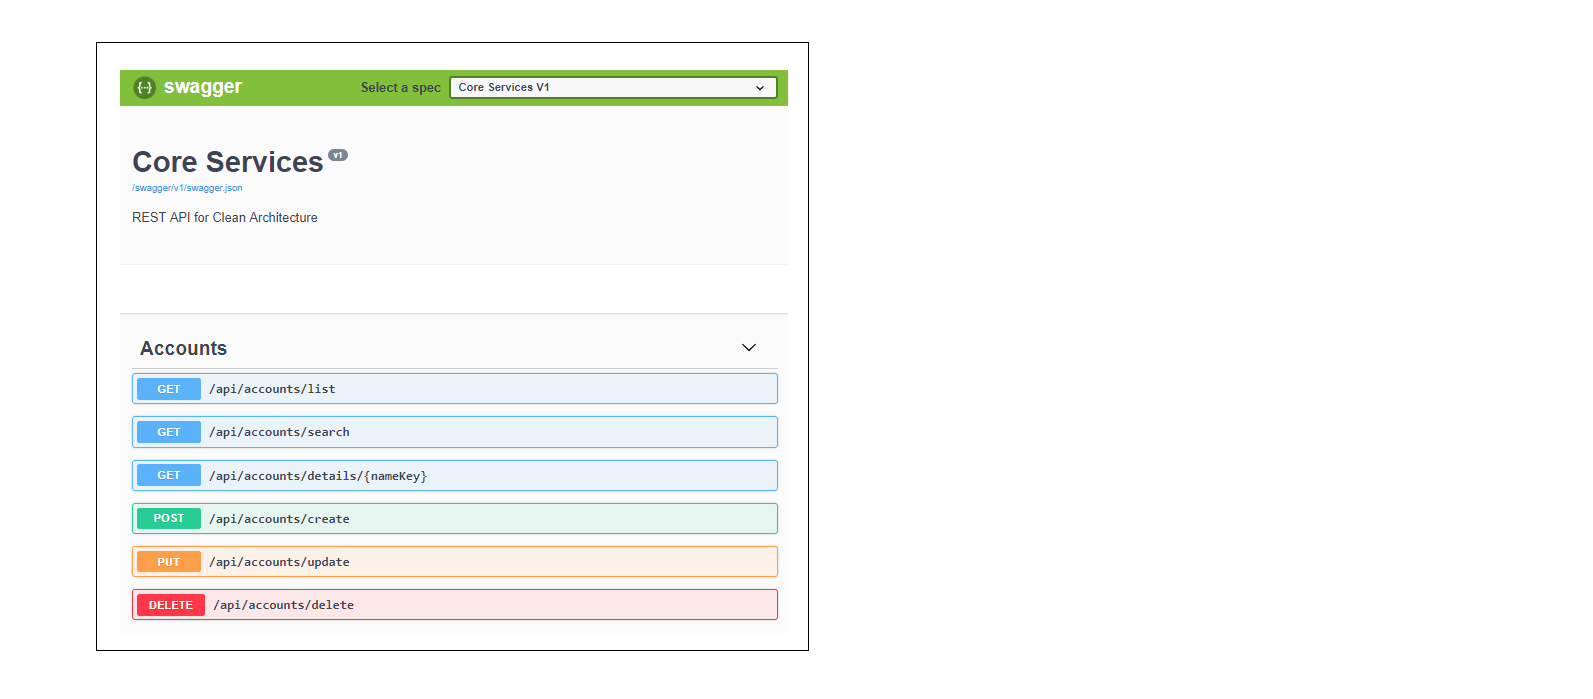 swagger Select a spec Core Services V1
Core Services v1
/swagger/v1/swagger.json
REST API for Clean Architecture
Accounts
GET /api/accounts/list
GET /api/accounts/search
GET /api/accounts/details/{nameKey}
POST /api/accounts/create
PUT /api/accounts/update
DELETE /api/accounts/delete